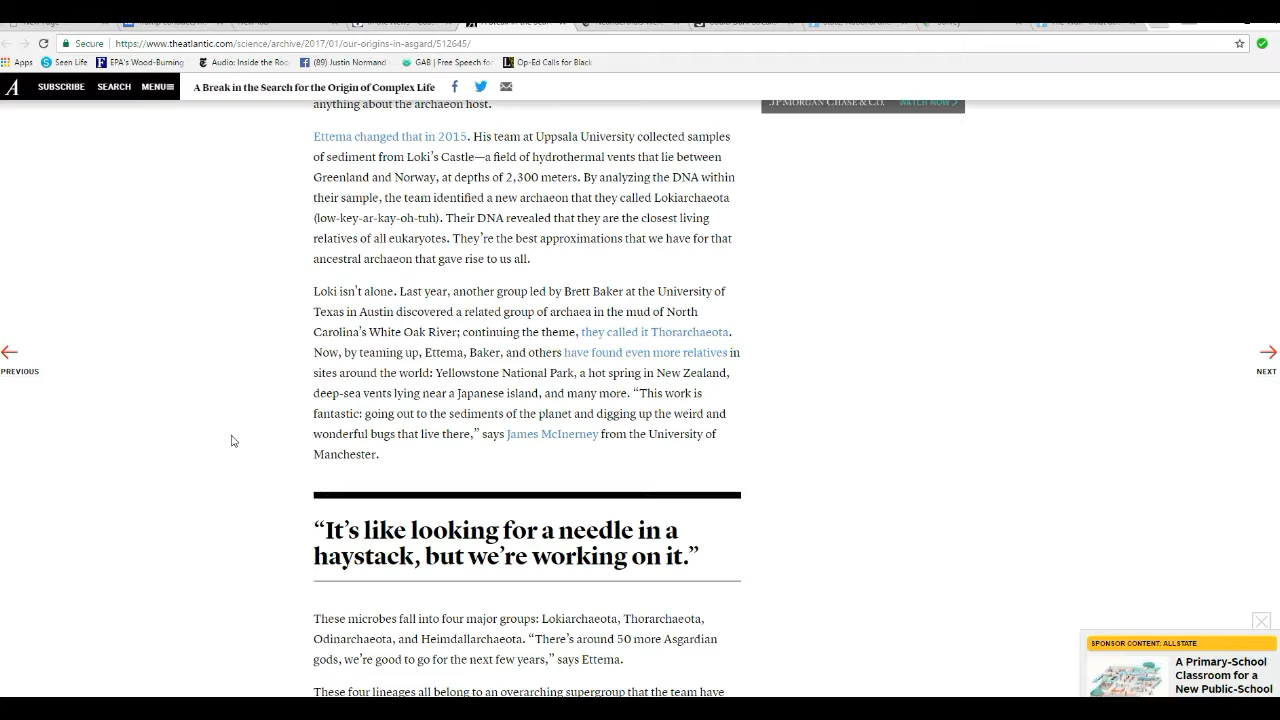 Secure
https://www.theatlantic.com/science/archive/2017/01/our-origins-in-asgard/512645/
Apps Seen Life EPA's Wood-Burning Audio: Inside the Roo (89) Justin Normand GAB | Free Speech for Op-Ed Calls for Black
A SUBSCRIBE SEARCH MENU A Break in the Search for the Origin of Complex Life
anything about the archaeon host.
JPMORGAN CHASE & CO. WATCH NOW >
Ettema changed that in 2015. His team at Uppsala University collected samples
of sediment from Loki's Castle—a field of hydrothermal vents that lie between
Greenland and Norway, at depths of 2,300 meters. By analyzing the DNA within
their sample, the team identified a new archaeon that they called Lokiarchaeota
(low-key-ar-kay-oh-tuh). Their DNA revealed that they are the closest living
relatives of all eukaryotes. They're the best approximations that we have for that
ancestral archaeon that gave rise to us all.
Loki isn't alone. Last year, another group led by Brett Baker at the University of
Texas in Austin discovered a related group of archaea in the mud of North
Carolina's White Oak River; continuing the theme, they called it Thorarchaeota.
Now, by teaming up, Ettema, Baker, and others have found even more relatives in
sites around the world: Yellowstone National Park, a hot spring in New Zealand,
deep-sea vents lying near a Japanese island, and many more. “This work is
fantastic: going out to the sediments of the planet and digging up the weird and
wonderful bugs that live there,” says James McInerney from the University of
Manchester.
PREVIOUS
NEXT
“It's like looking for a needle in a
haystack, but we're working on it.”
These microbes fall into four major groups: Lokiarchaeota, Thorarchaeota,
Odinarchaeota, and Heimdallarchaeota. “There's around 50 more Asgardian
gods, we're good to go for the next few years,” says Ettema.
These four lineages all belong to an overarching supergroup that the team have
SPONSOR CONTENT: ALLSTATE
A Primary-School
Classroom for a
New Public-School